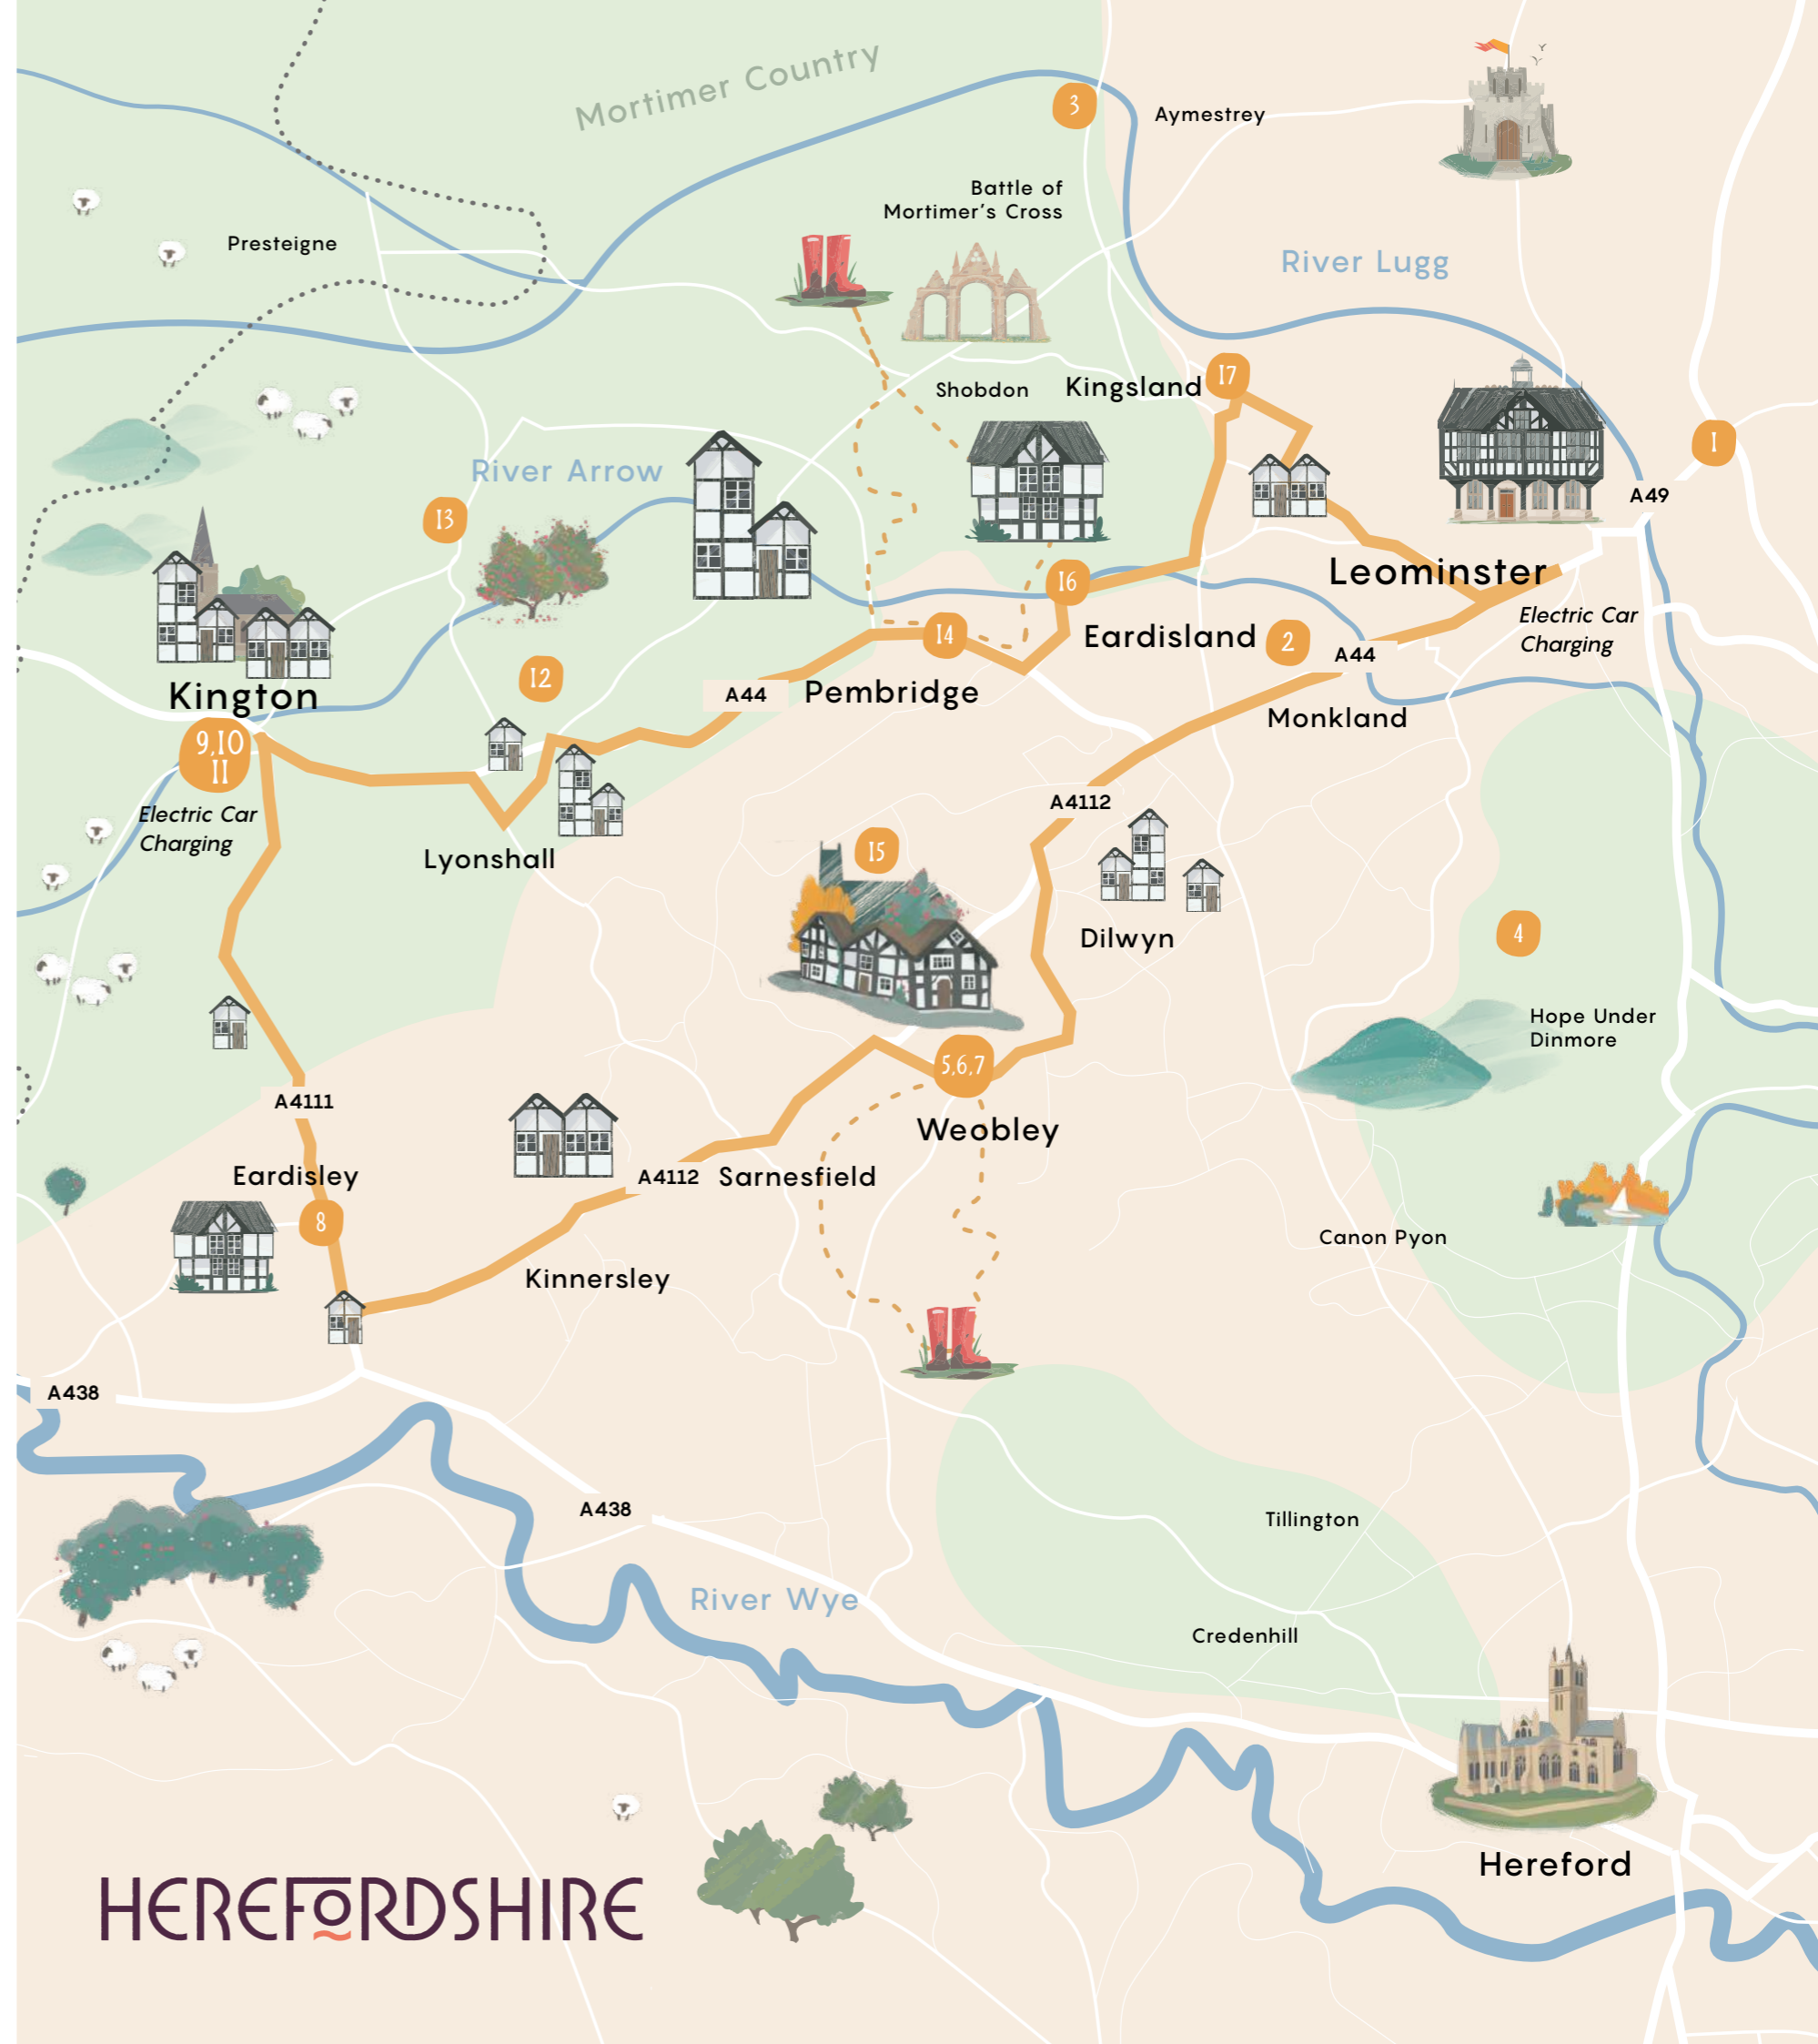 Mortimer Country
3
Aymestrey
Battle of
Mortimer's Cross
Presteigne
River Lugg
17
Kingsland
Shobdon
1
River Arrow
A49
13
Leominster
16
Electric Car
Charging
14
Eardisland
2
A44
12
Kington
A44
Pembridge
Monkland
9,10
11
Electric Car
Charging
A4112
Lyonshall
15
Dilwyn
4
Hope Under
Dinmore
5,6,7
A4111
Weobley
Eardisley
A4112
Sarnesfield
8
Canon Pyon
Kinnersley
A438
A438
Tillington
River Wye
Credenhill
Hereford
HEREFORDSHIRE